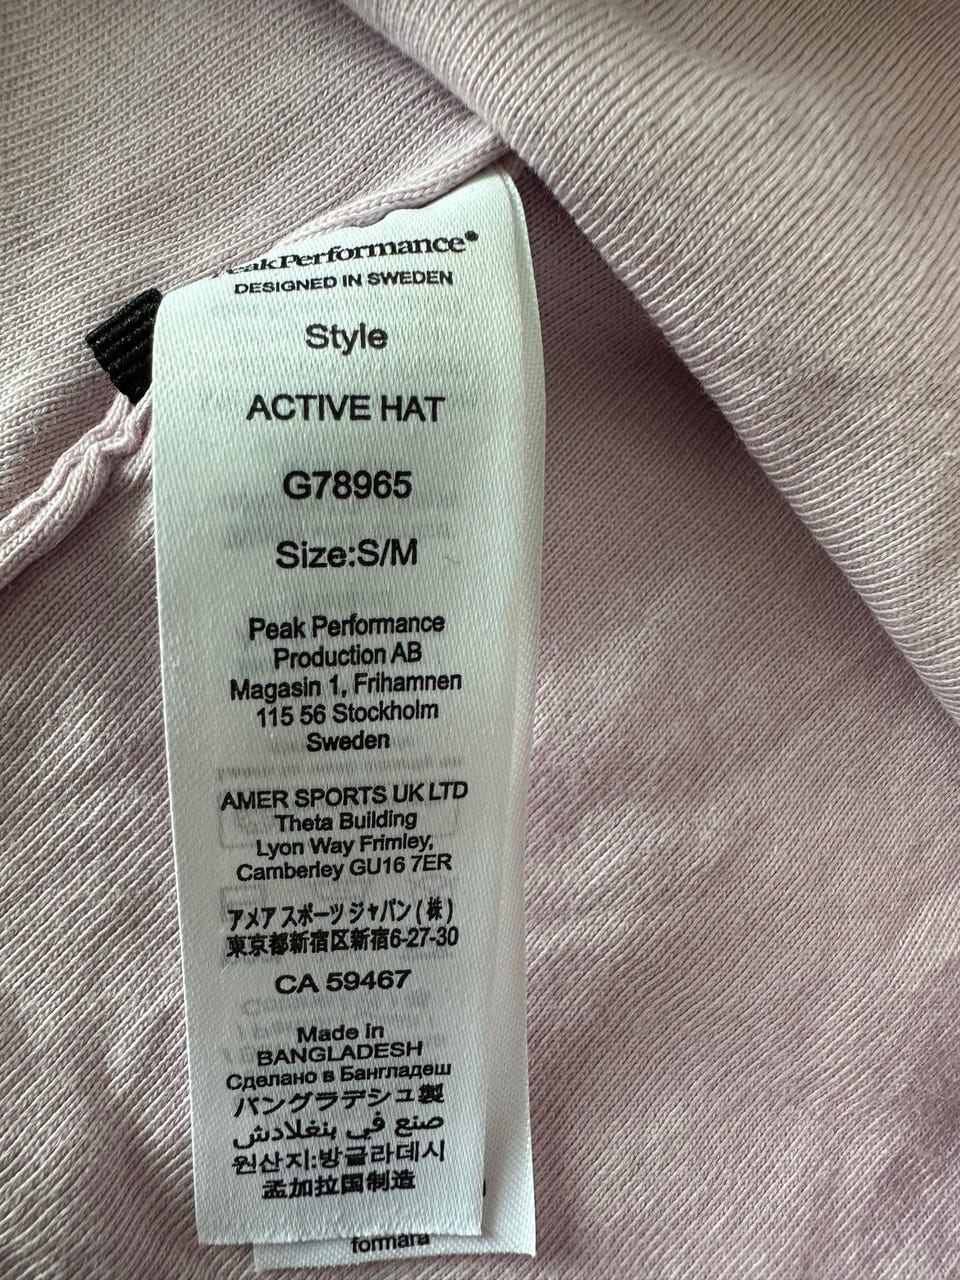 PeakPerformance®
DESIGNED IN SWEDEN
Style
ACTIVE HAT
G78965
Size:S/M
Peak Performance
Production AB
Magasin 1, Frihamnen
115 56 Stockholm
Sweden
AMER SPORTS UK LTD
Theta Building
Lyon Way Frimley,
Camberley GU16 7ER
アメア スポーツ ジャパン ( 株 )
東京都新宿区新宿6-27-30
CA 59467
Made in
BANGLADESH
Сделано в Бангладеш
バングラデシュ製
صنع في بنغلادش
원산지:방글라데시
孟加拉国制造
formara